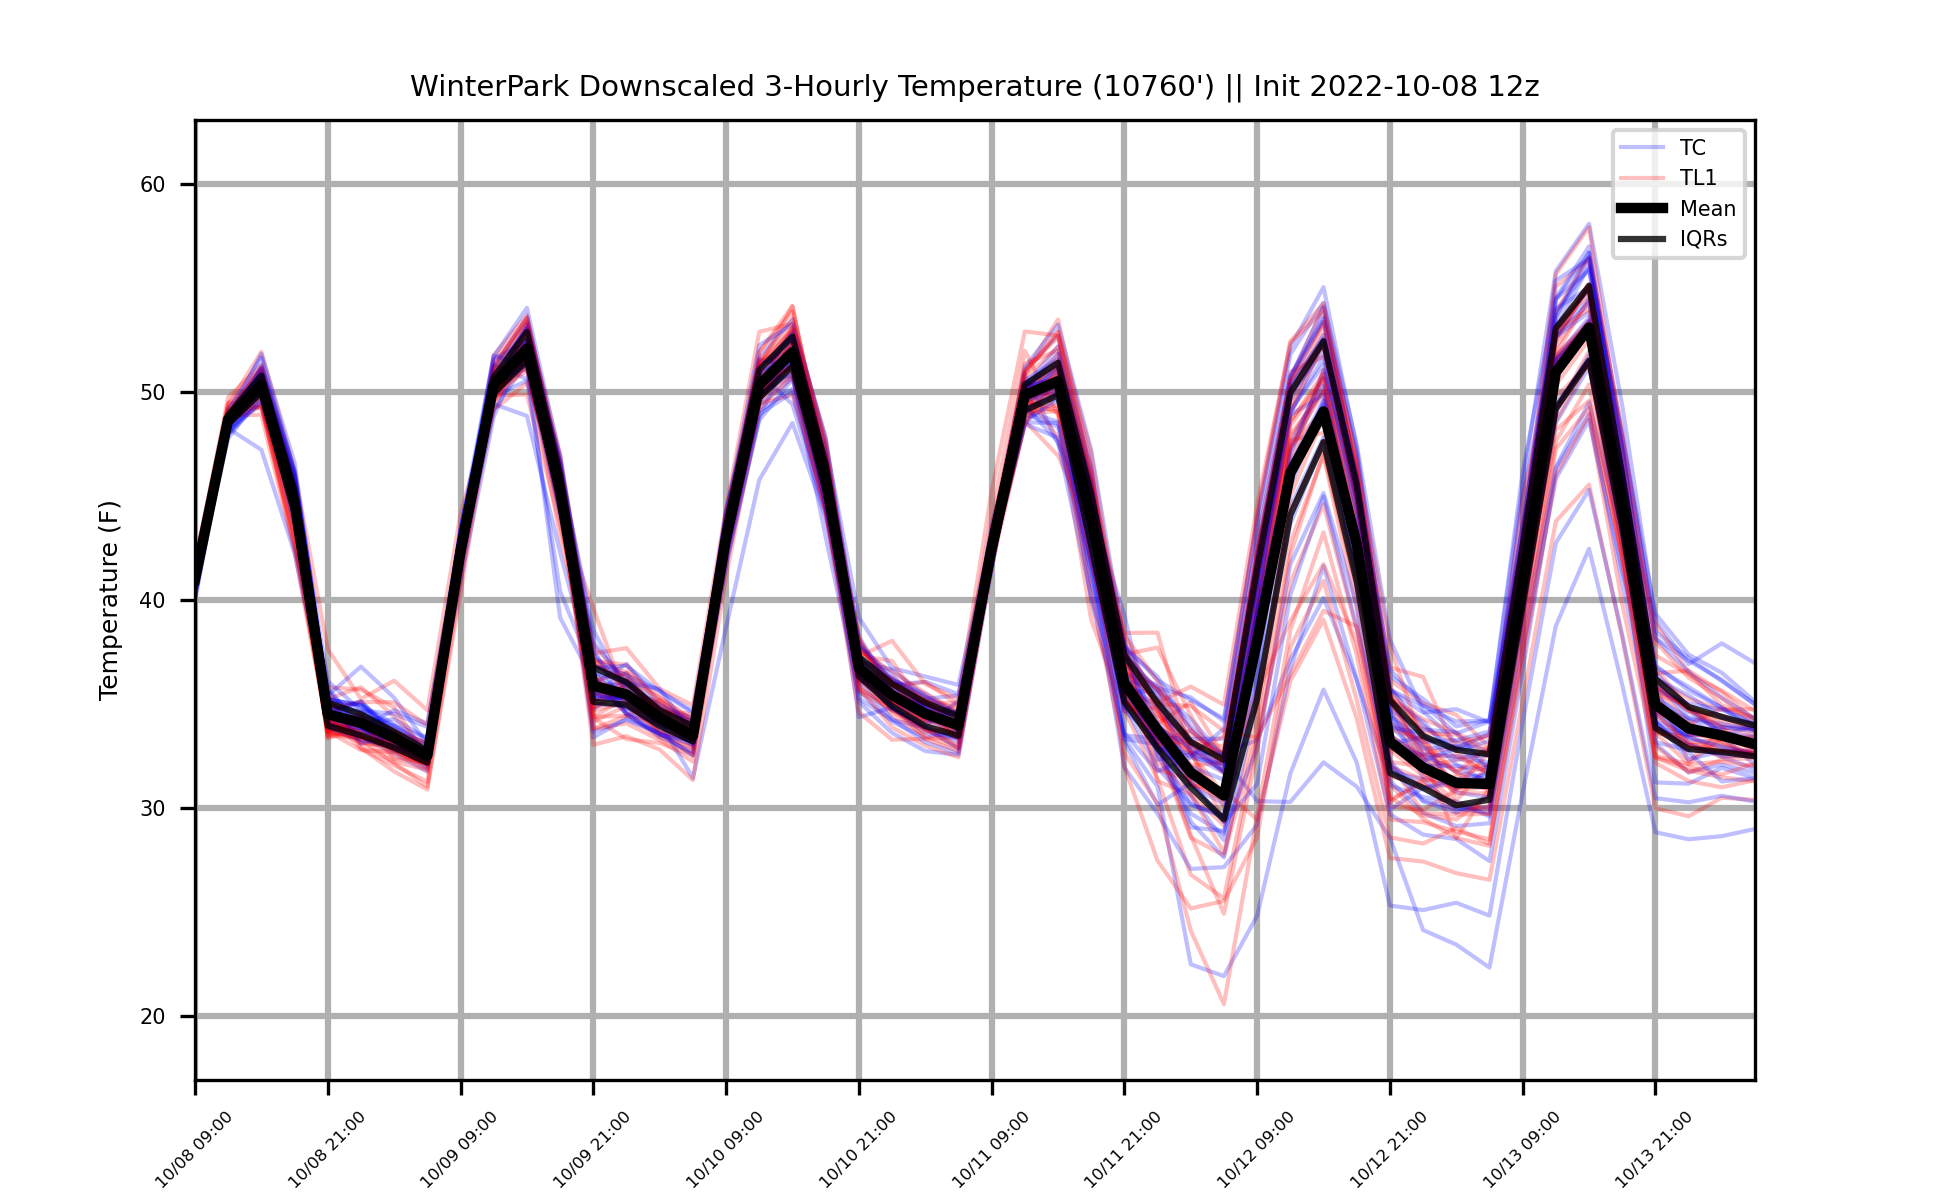 WinterPark Downscaled 3-Hourly Temperature (10760') || Init 2022-10-08 12z
TC
TL1
Mean
IQRs
Temperature (F)
60
50
40
30
20
10/08 09:00
10/08 21:00
10/09 09:00
10/09 21:00
10/10 09:00
10/10 21:00
10/11 09:00
10/11 21:00
10/12 09:00
10/12 21:00
10/13 09:00
10/13 21:00